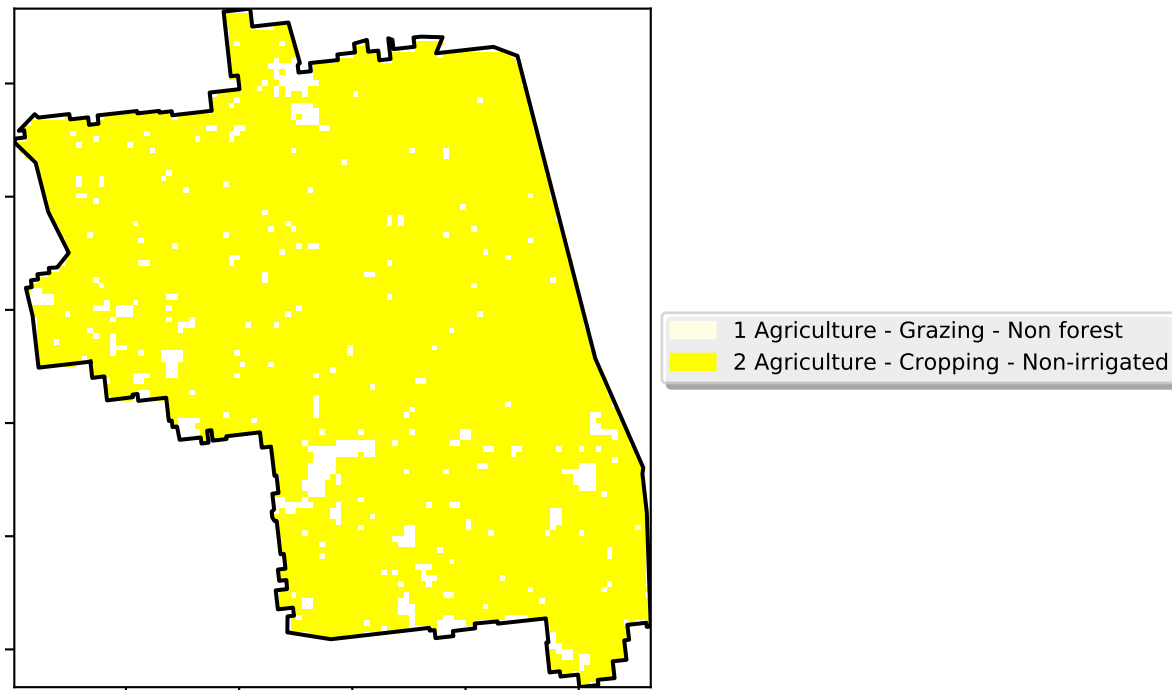 1 Agriculture - Grazing - Non forest
2 Agriculture - Cropping - Non-irrigated